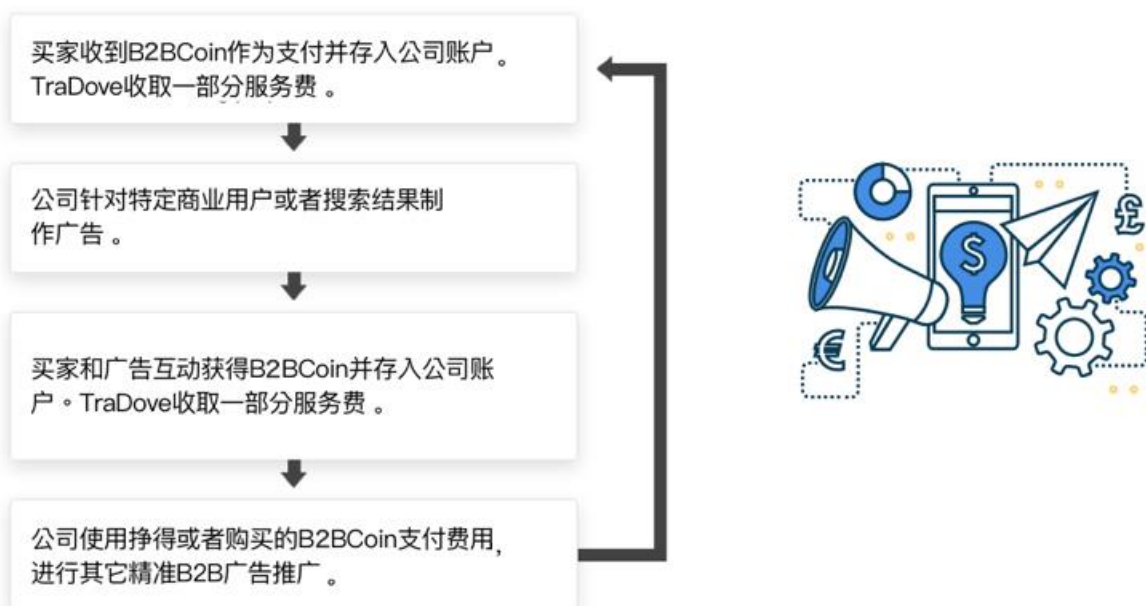 买家收到B2BCoin作为支付并存入公司账户。
TraDove收取一部分服务费 。
公司针对特定商业用户或者搜索结果制
作广告 。
买家和广告互动获得B2BCoin并存入公司账
户。TraDove收取一部分服务费 。
公司使用挣得或者购买的B2BCoin支付费用,
进行其它精准B2B广告推广 。
$
£
€